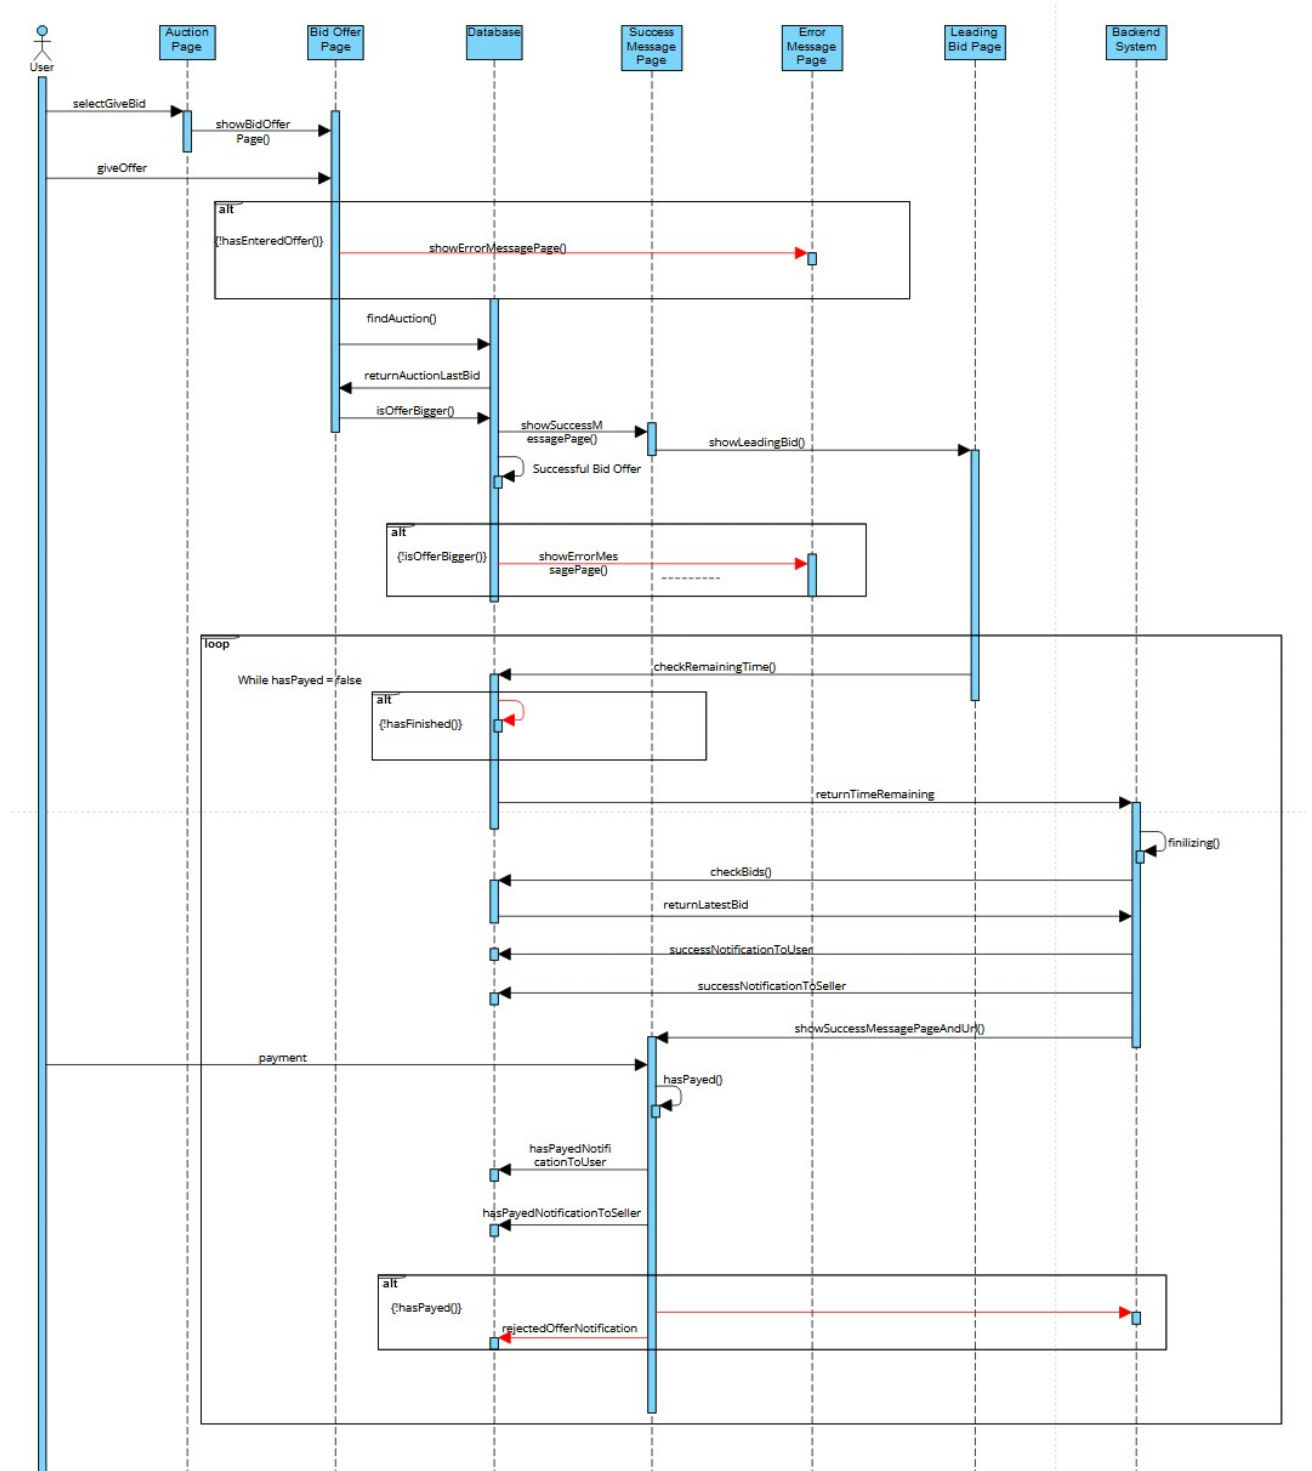 User
Auction
Page
Bid Offer
Page
Database
Success
Message
Page
Error
Message
Page
Leading
Bid Page
Backend
System
selectGiveBid
showBidOffer
Page()
giveOffer
alt
{!hasEnteredOffer()}
showErrorMessagePage()
findAuction()
returnAuctionLastBid
isOfferBigger()
showSuccessM
essagePage()
showLeadingBid()
Successful Bid Offer
alt
{!isOfferBigger()}
showErrorMes
sagePage()
loop
checkRemainingTime()
While hasPayed = false
alt
{!hasFinished()}
returnTimeRemaining
finilizing()
checkBids()
returnLatestBid
successNotificationToUser
successNotificationToSeller
showSuccessMessagePageAndUrl()
payment
hasPayed()
hasPayedNotifi
cationToUser
hasPayedNotificationToSeller
alt
{!hasPayed()}
rejectedOfferNotification